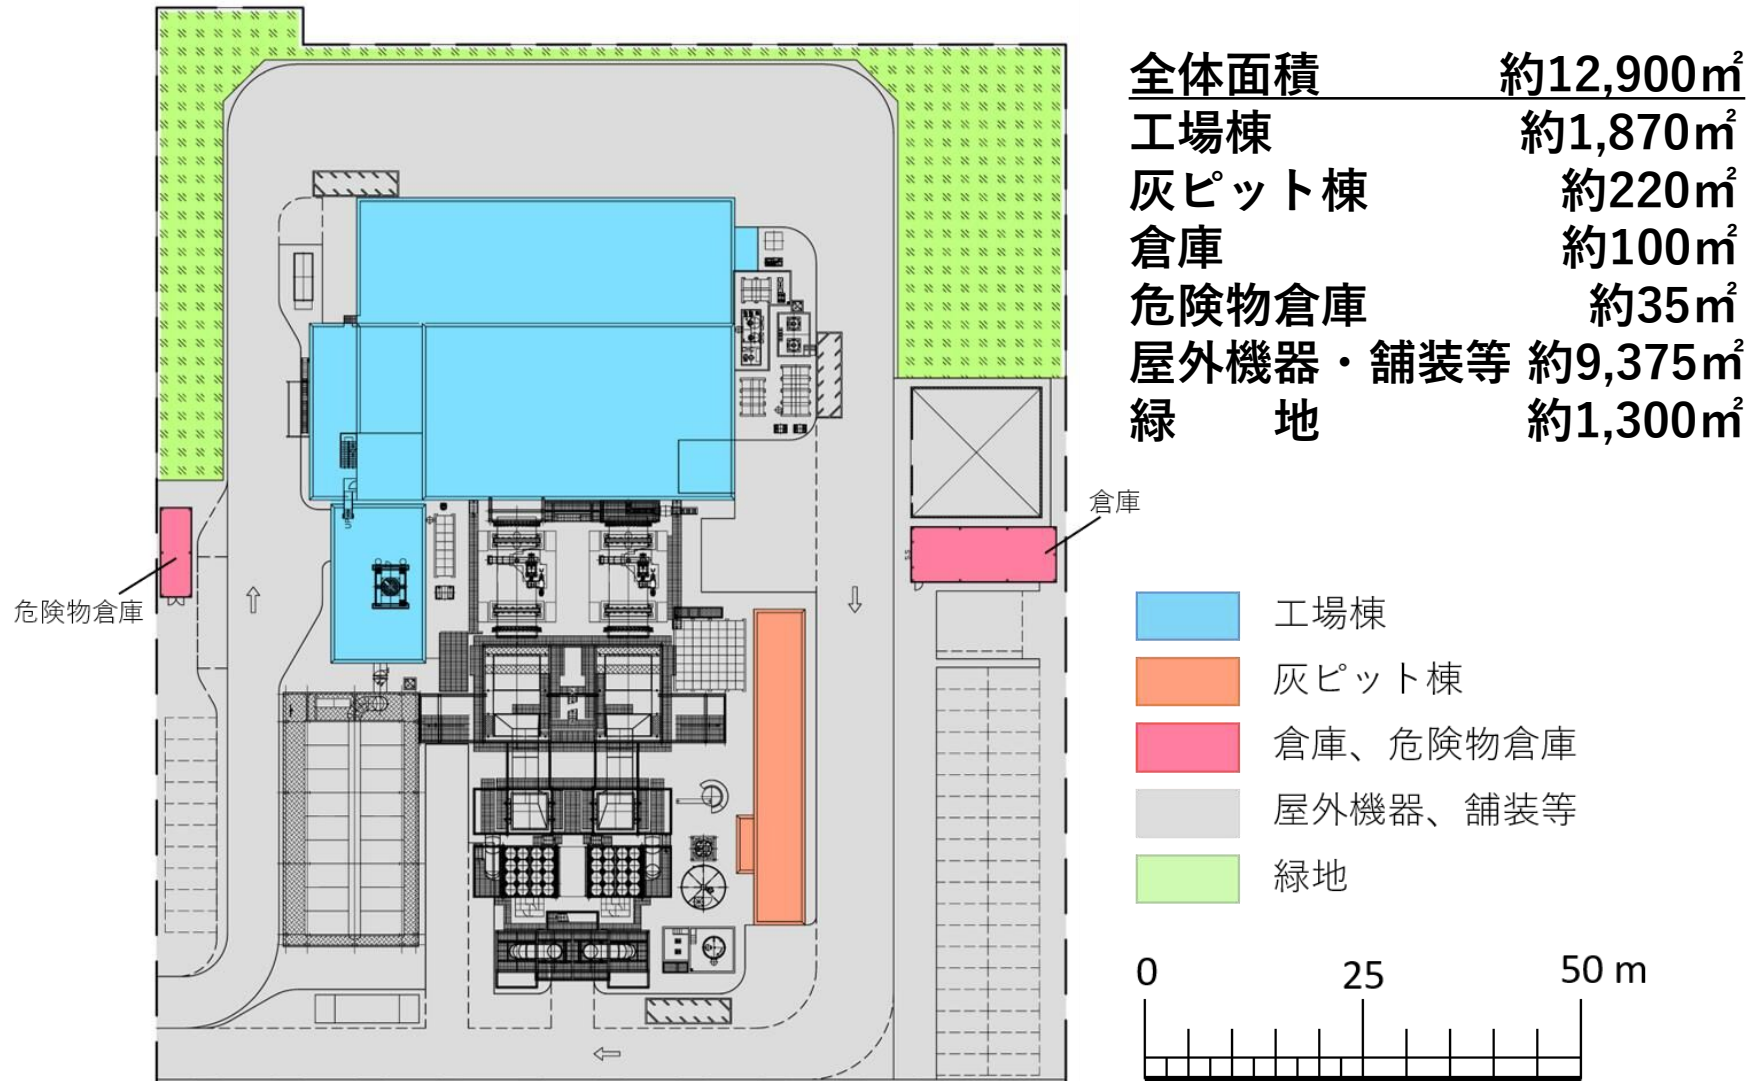 全体面積 約12,900㎡
工場棟 約1,870㎡
灰ピット棟 約220㎡
倉庫 約100㎡
危険物倉庫 約35㎡
屋外機器・舗装等 約9,375㎡
緑　　地 約1,300㎡
倉庫
危険物倉庫
工場棟
灰ピット棟
倉庫、危険物倉庫
屋外機器、舗装等
緑地
0 25 50 m